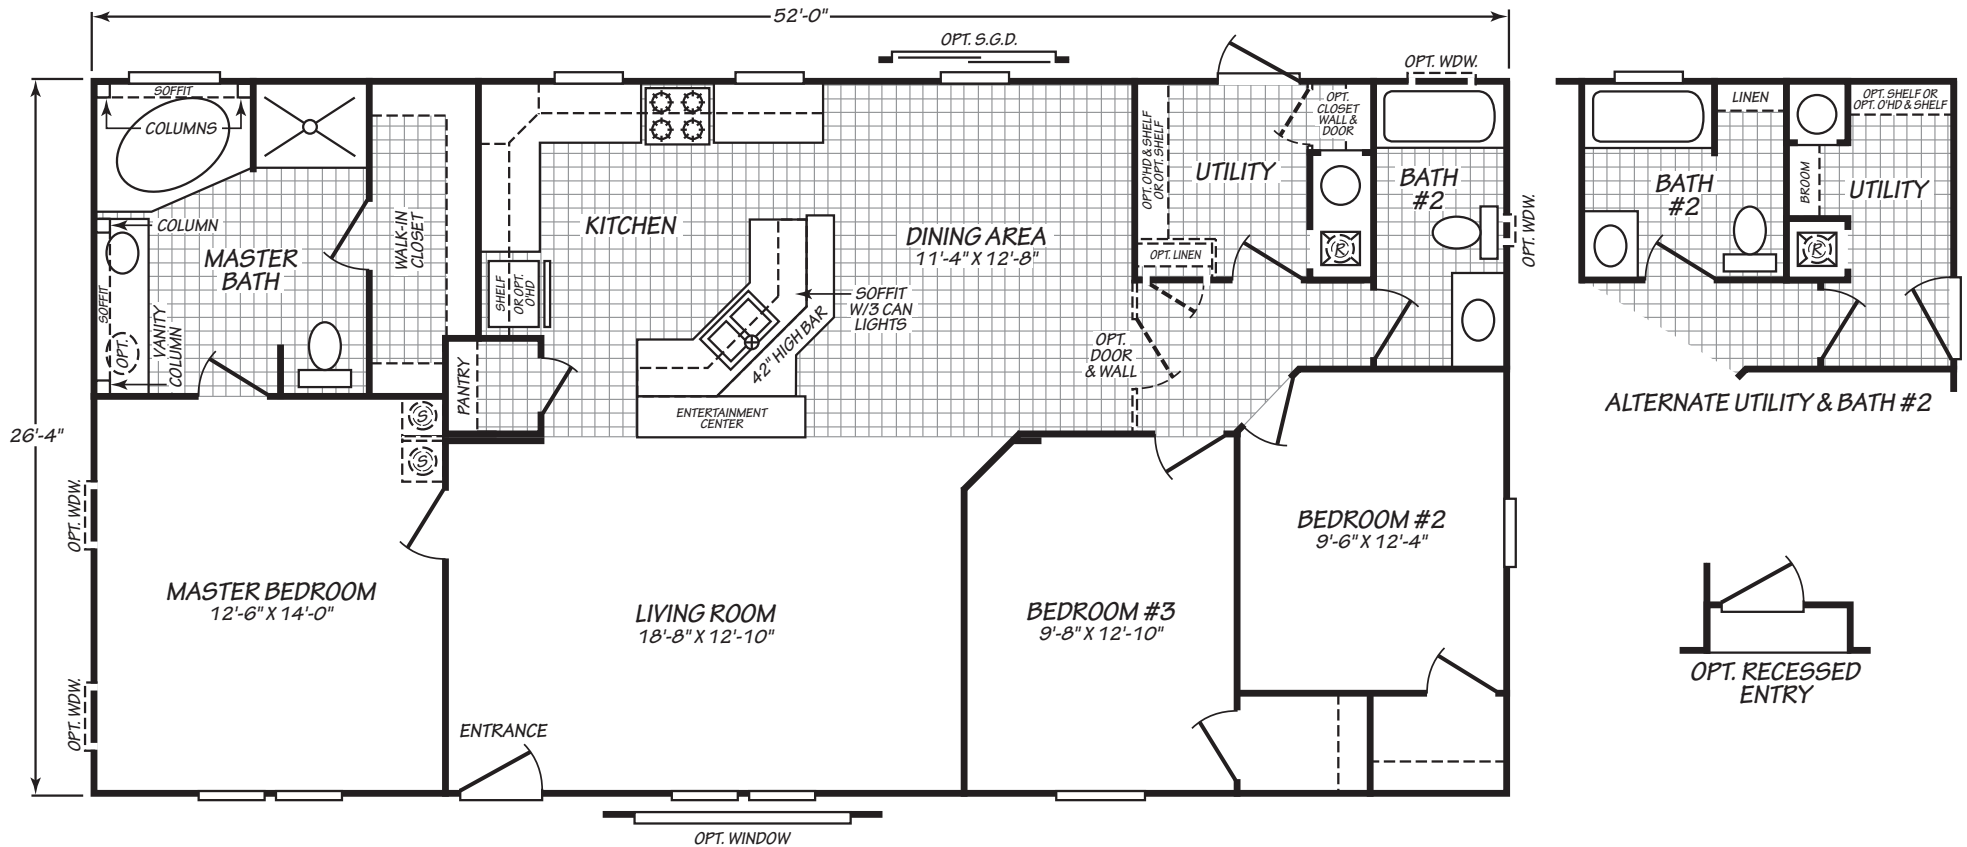 52'-0"
OPT. S.G.D.
OPT. WDW.
SOFFIT
COLUMNS
OPT.
CLOSET
WALL &
DOOR
LINEN
OPT. SHELF OR
OPT. O'HD & SHELF
OPT. O'HD & SHELF
OR OPT. SHELF
UTILITY
BATH
#2
BROOM
BATH
#2
UTILITY
COLUMN
KITCHEN
WALK-IN
CLOSET
MASTER
BATH
DINING AREA
11'-4" X 12'-8"
OPT. LINEN
R
OPT. WDW.
R
SHELF
OR OPT.
O'HD
SOFFIT
W/3 CAN
LIGHTS
SOFFIT
OPT.
VANITY
COLUMN
42" HIGH BAR
OPT.
DOOR
& WALL
PANTRY
ENTERTAINMENT
CENTER
ALTERNATE UTILITY & BATH #2
26'-4"
S
S
OPT. WDW.
BEDROOM #2
9'-6" X 12'-4"
MASTER BEDROOM
12'-6" X 14'-0"
LIVING ROOM
18'-8" X 12'-10"
BEDROOM #3
9'-8" X 12'-10"
OPT. RECESSED
ENTRY
OPT. WDW.
ENTRANCE
OPT. WINDOW